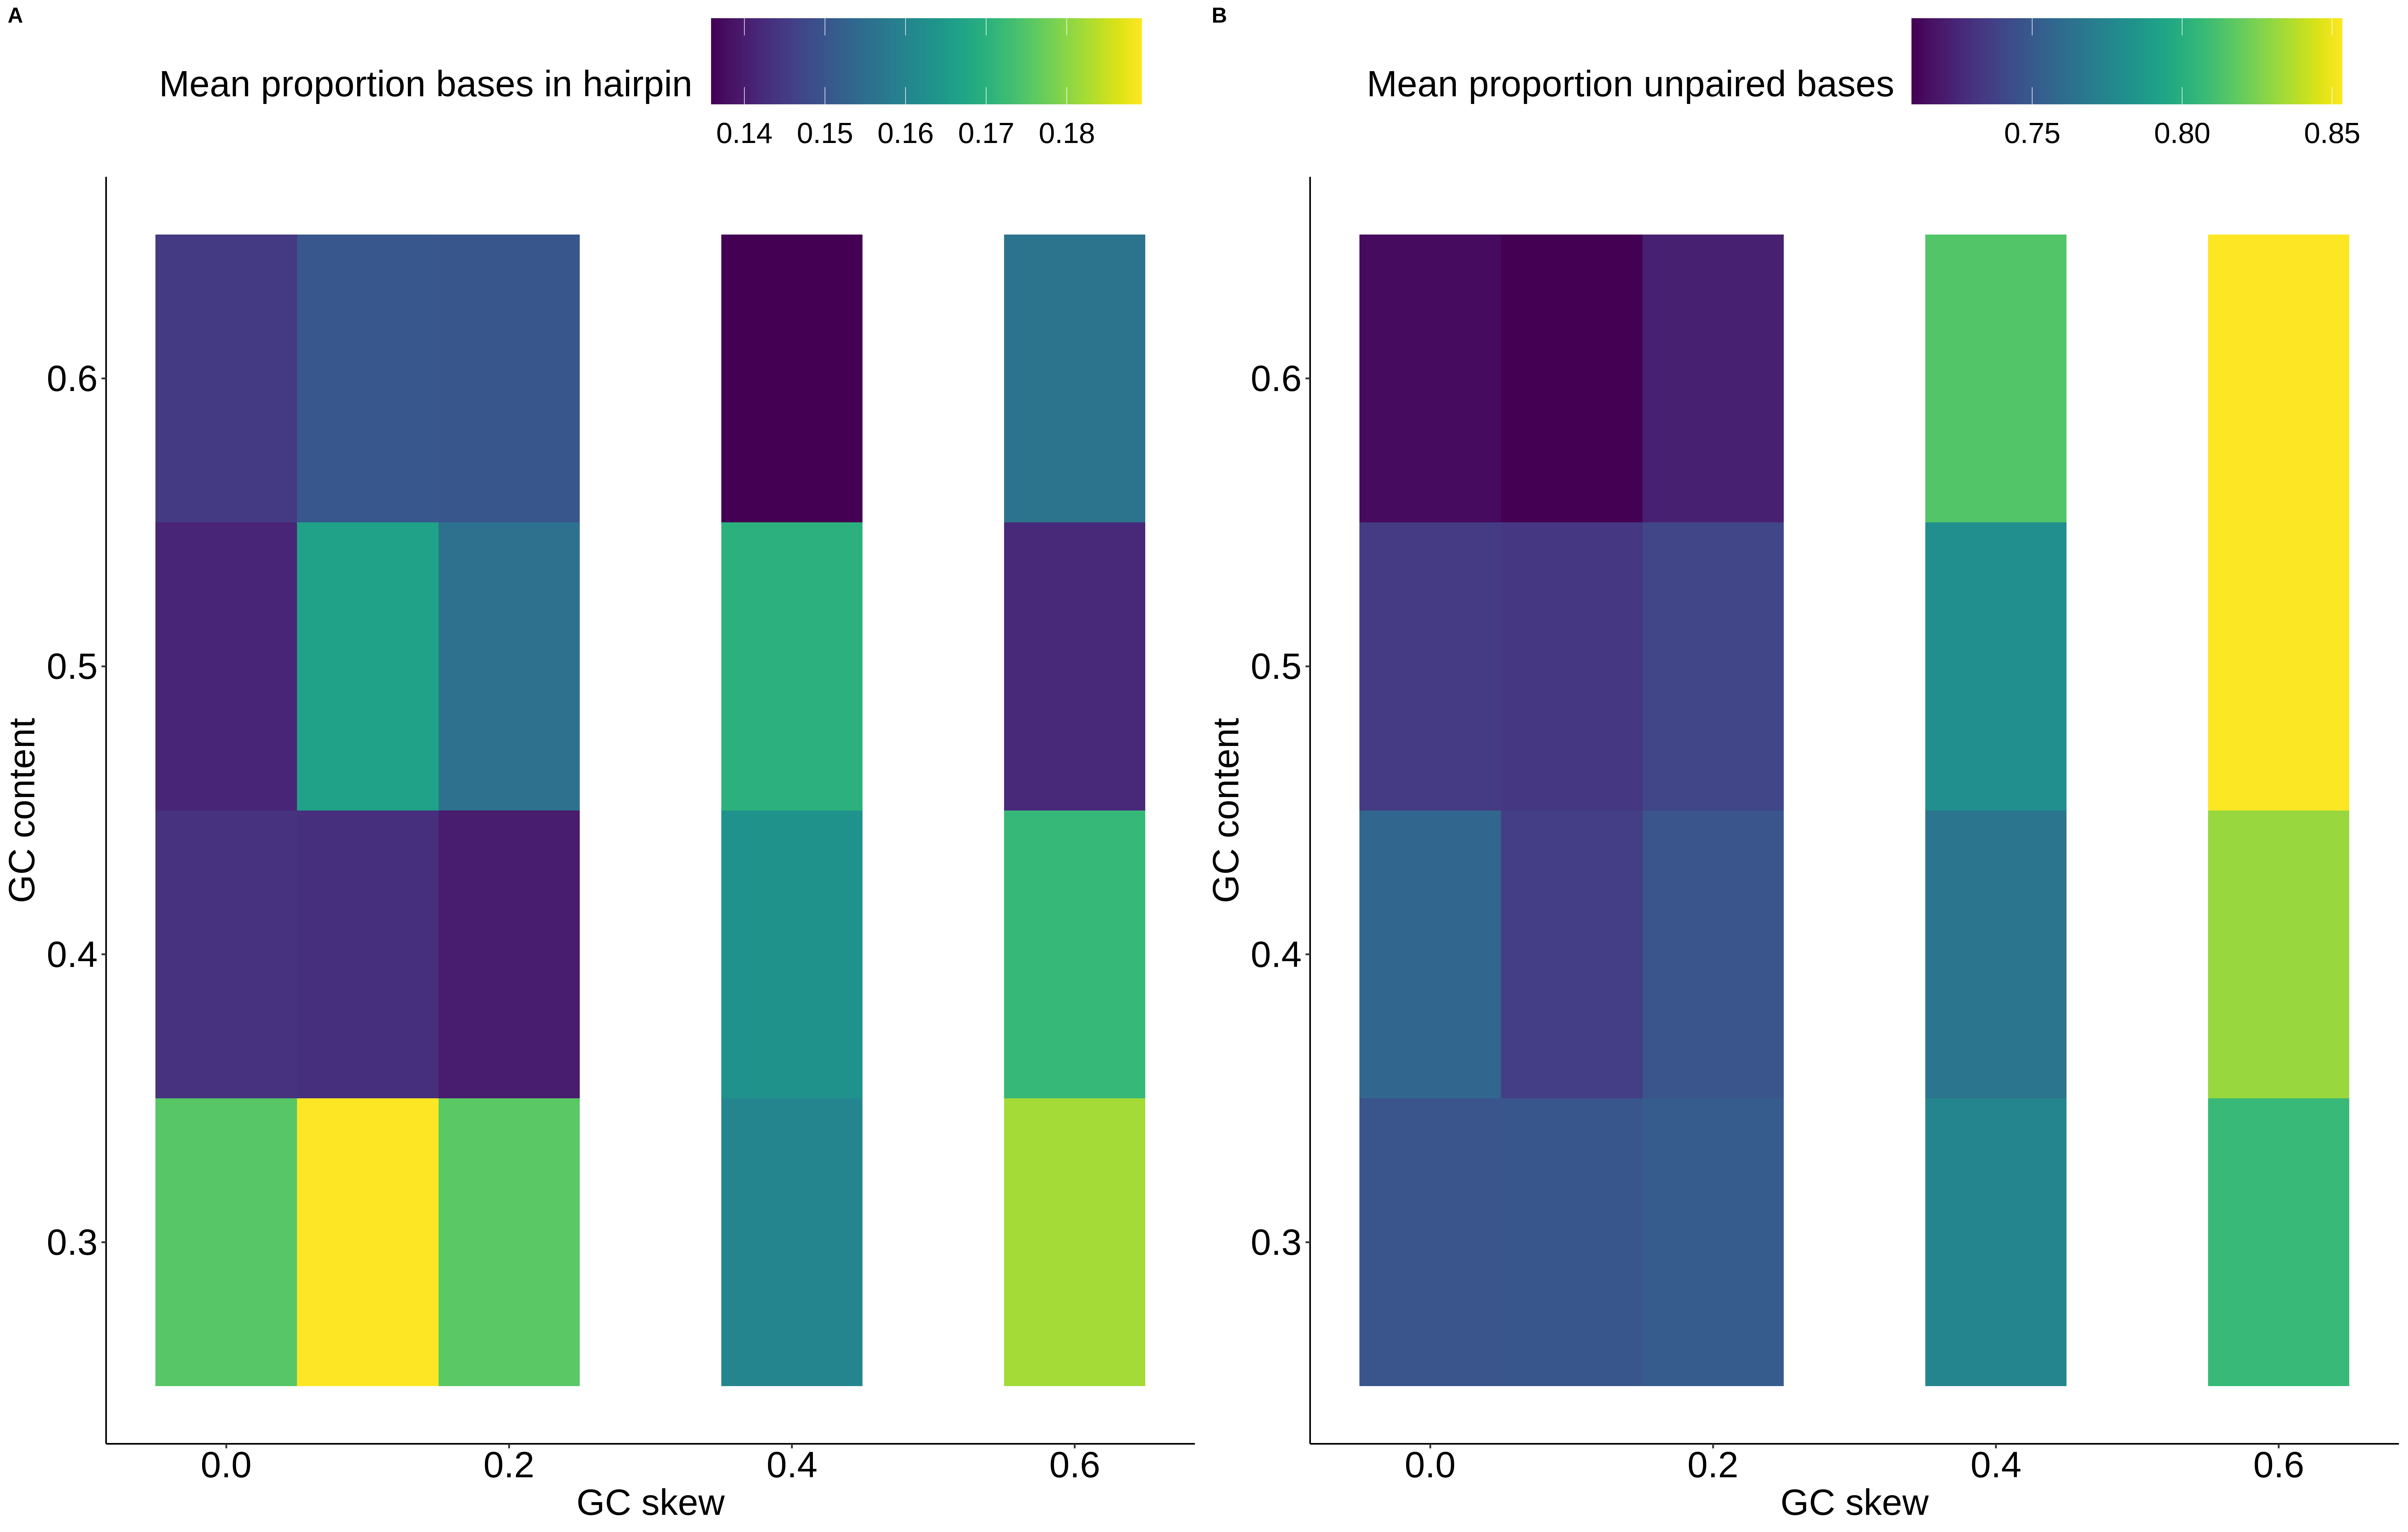 A
Mean proportion bases in hairpin
0.14 0.15 0.16 0.17 0.18
GC content
0.6
0.5
0.4
0.3
0.0 0.2 0.4 0.6
GC skew
B
Mean proportion unpaired bases
0.75 0.80 0.85
GC content
0.6
0.5
0.4
0.3
0.0 0.2 0.4 0.6
GC skew